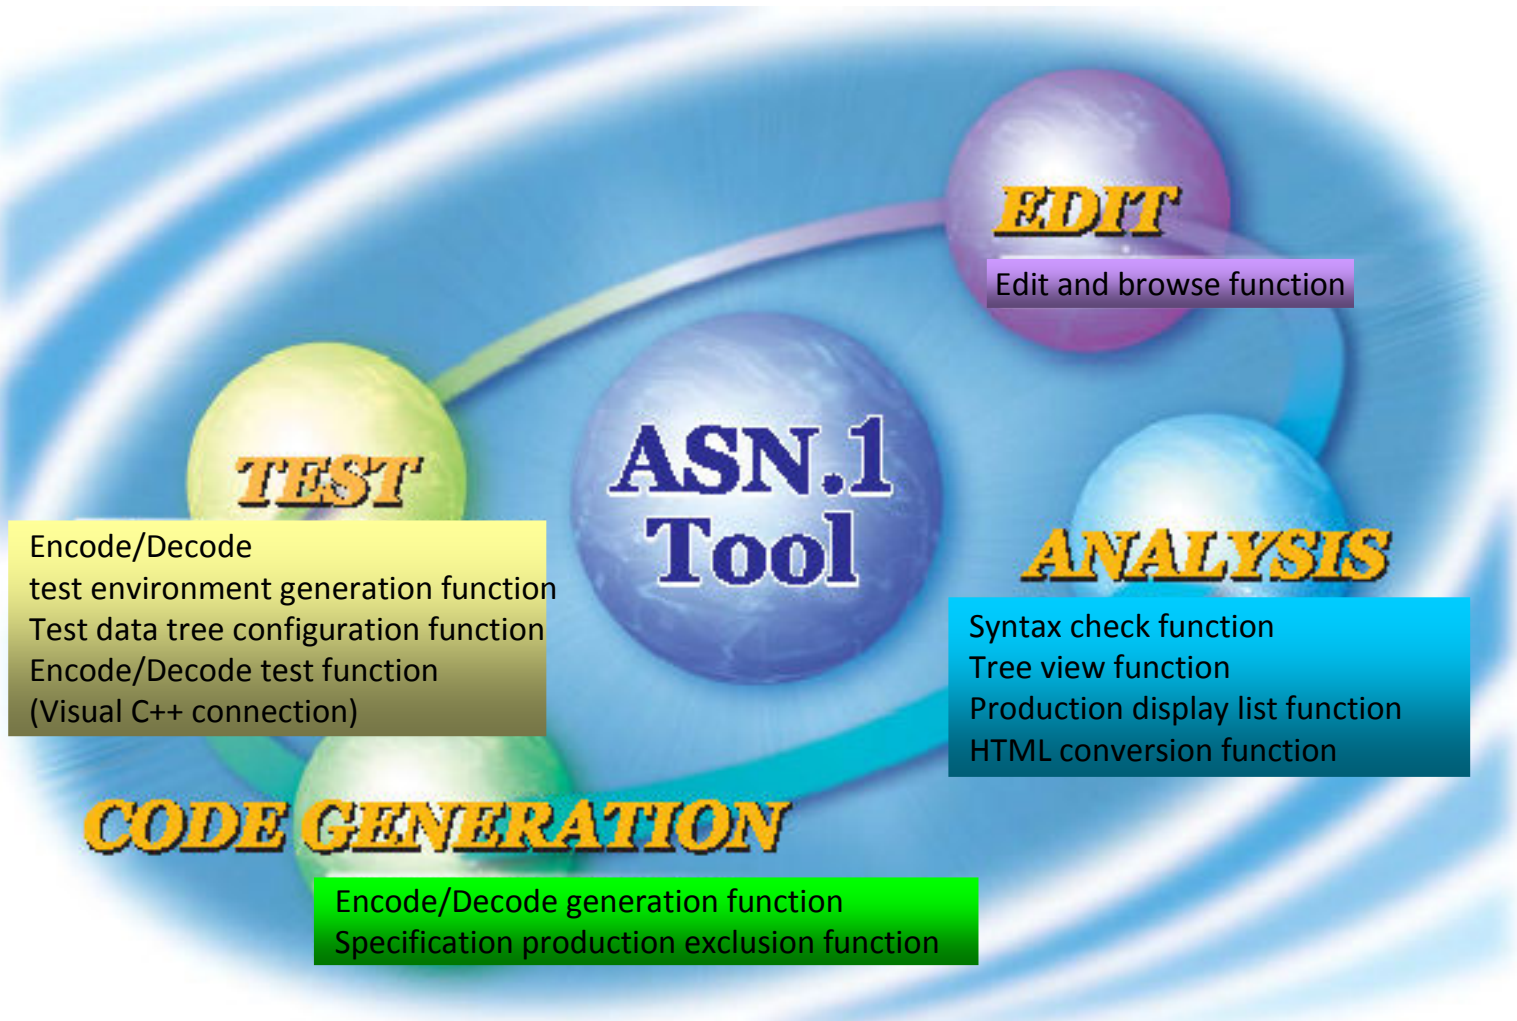 EDIT
Edit and browse function
ASN.1
Tool
TEST
Encode/Decode
test environment generation function
Test data tree configuration function
Encode/Decode test function
(Visual C++ connection)
ANALYSIS
Syntax check function
Tree view function
Production display list function
HTML conversion function
CODE GENERATION
Encode/Decode generation function
Specification production exclusion function